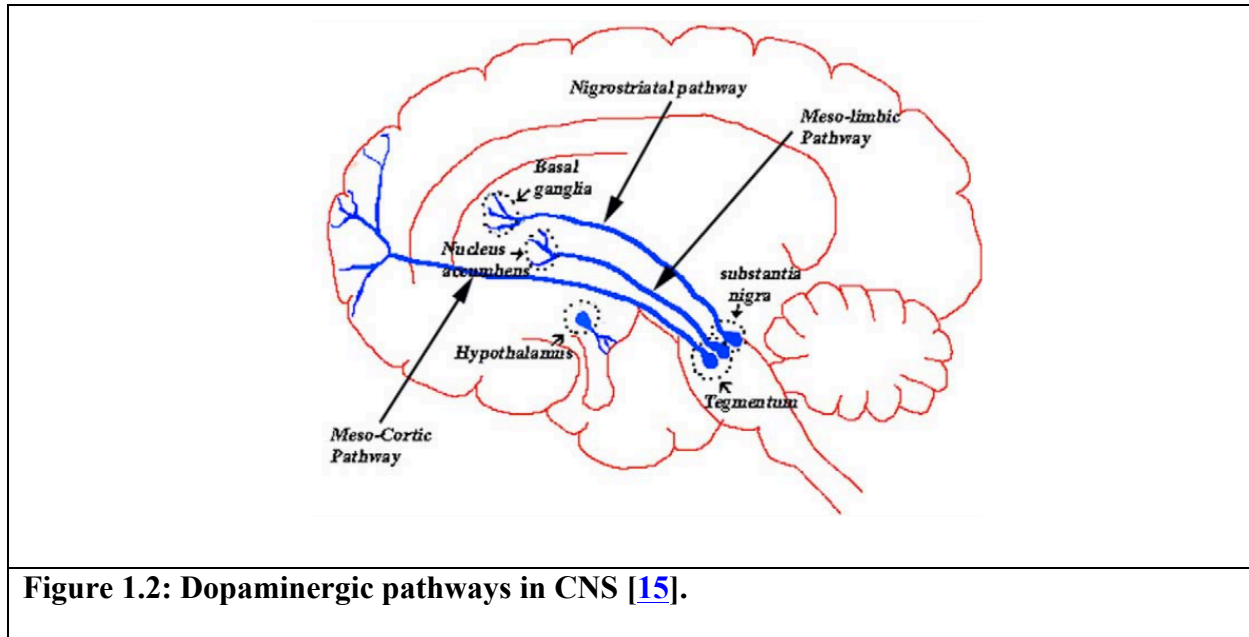 Nigrostriatal pathway
Meso-limbic
Pathway
Basal
ganglia
Nucleus
accumbens
substantia
nigra
Hypothalamus
Tegmentum
Meso-Cortic
Pathway
Figure 1.2: Dopaminergic pathways in CNS [15].